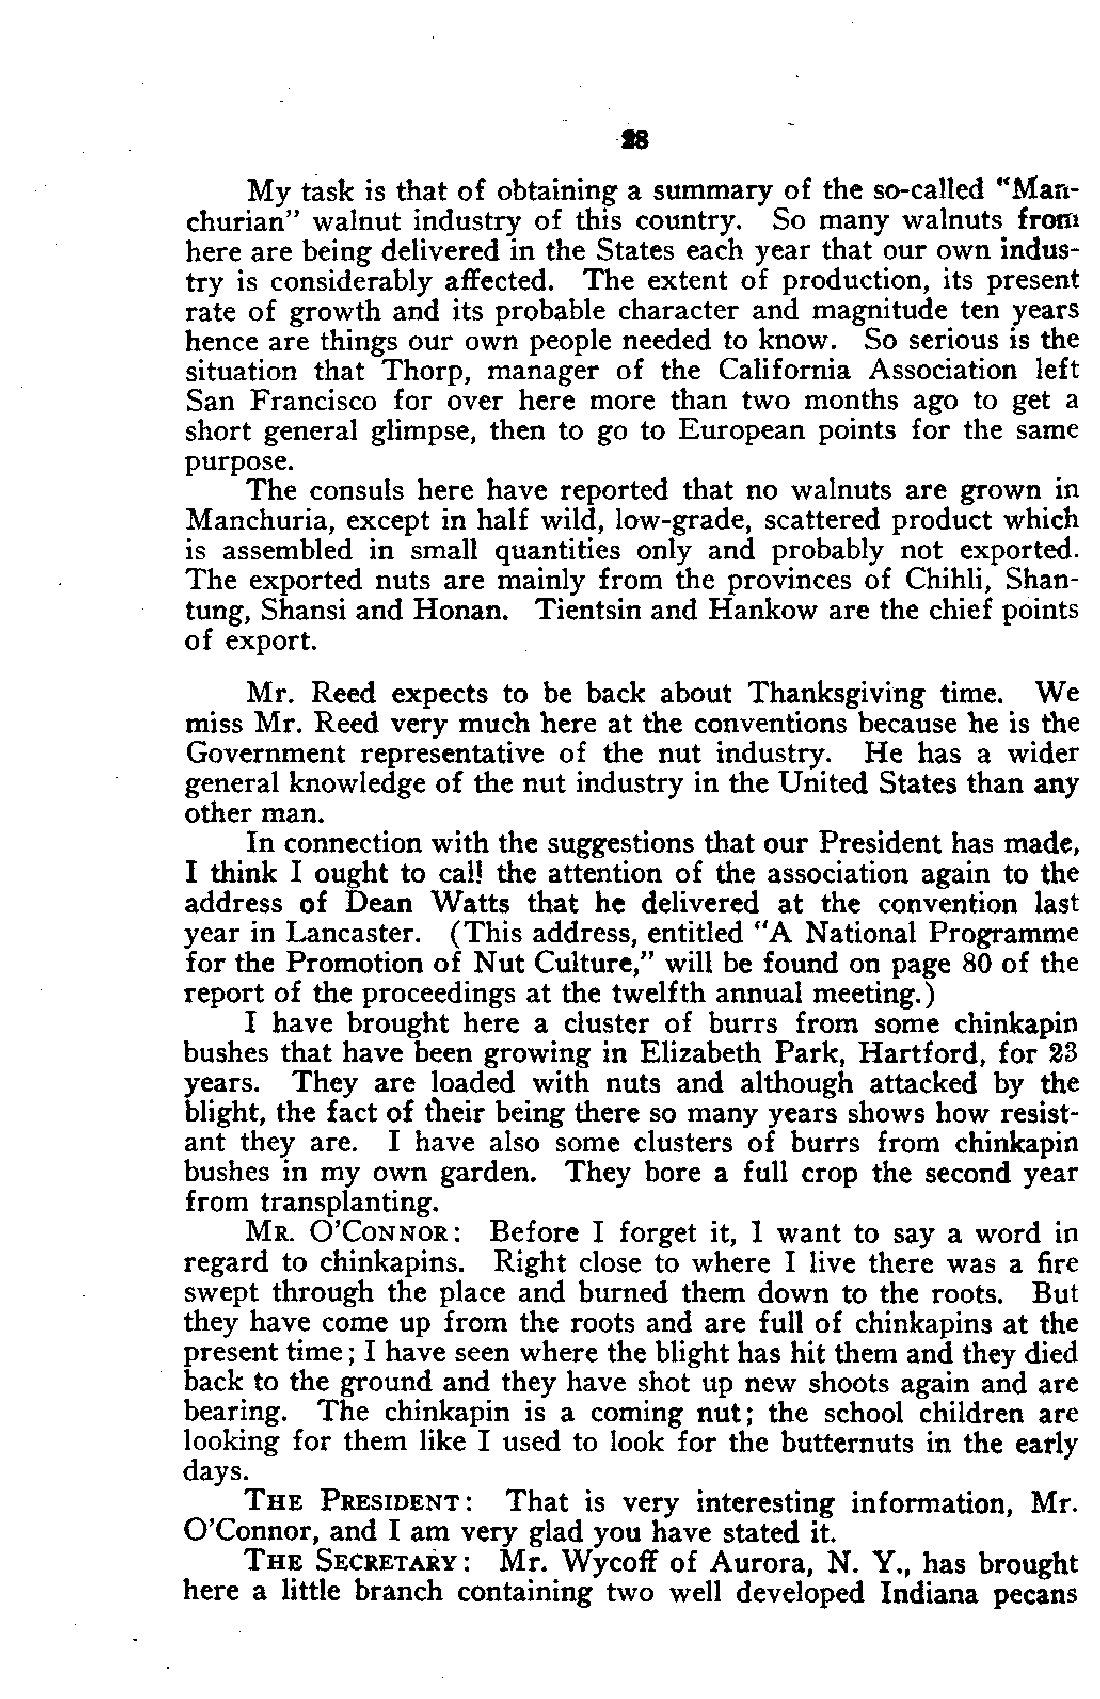 28
My task is that of obtaining a summary of the so-called "Man-
churian" walnut industry of this country. So many walnuts from
here are being delivered in the States each year that our own indus-
try is considerably affected. The extent of production, its present
rate of growth and its probable character and magnitude ten years
hence are things our own people needed to know. So serious is the
situation that Thorp, manager of the California Association left
San Francisco for over here more than two months ago to get a
short general glimpse, then to go to European points for the same
purpose.
The consuls here have reported that no walnuts are grown in
Manchuria, except in half wild, low-grade, scattered product which
is assembled in small quantities only and probably not exported.
The exported nuts are mainly from the provinces of Chihli, Shan-
tung, Shansi and Honan. Tientsin and Hankow are the chief points
of export.
Mr. Reed expects to be back about Thanksgiving time. We
miss Mr. Reed very much here at the conventions because he is the
Government representative of the nut industry. He has a wider
general knowledge of the nut industry in the United States than any
other man.
In connection with the suggestions that our President has made,
I think I ought to call the attention of the association again to the
address of Dean Watts that he delivered at the convention last
year in Lancaster. (This address, entitled "A National Programme
for the Promotion of Nut Culture," will be found on page 80 of the
report of the proceedings at the twelfth annual meeting.)
I have brought here a cluster of burrs from some chinkapin
bushes that have been growing in Elizabeth Park, Hartford, for 23
years. They are loaded with nuts and although attacked by the
blight, the fact of their being there so many years shows how resist-
ant they are. I have also some clusters of burrs from chinkapin
bushes in my own garden. They bore a full crop the second year
from transplanting.
MR. O'CONNOR: Before I forget it, I want to say a word in
regard to chinkapins. Right close to where I live there was a fire
swept through the place and burned them down to the roots. But
they have come up from the roots and are full of chinkapins at the
present time; I have seen where the blight has hit them and they died
back to the ground and they have shot up new shoots again and are
bearing. The chinkapin is a coming nut; the school children are
looking for them like I used to look for the butternuts in the early
days.
THE PRESIDENT: That is very interesting information, Mr.
O'Connor, and I am very glad you have stated it.
THE SECRETARY: Mr. Wycoff of Aurora, N. Y., has brought
here a little branch containing two well developed Indiana pecans